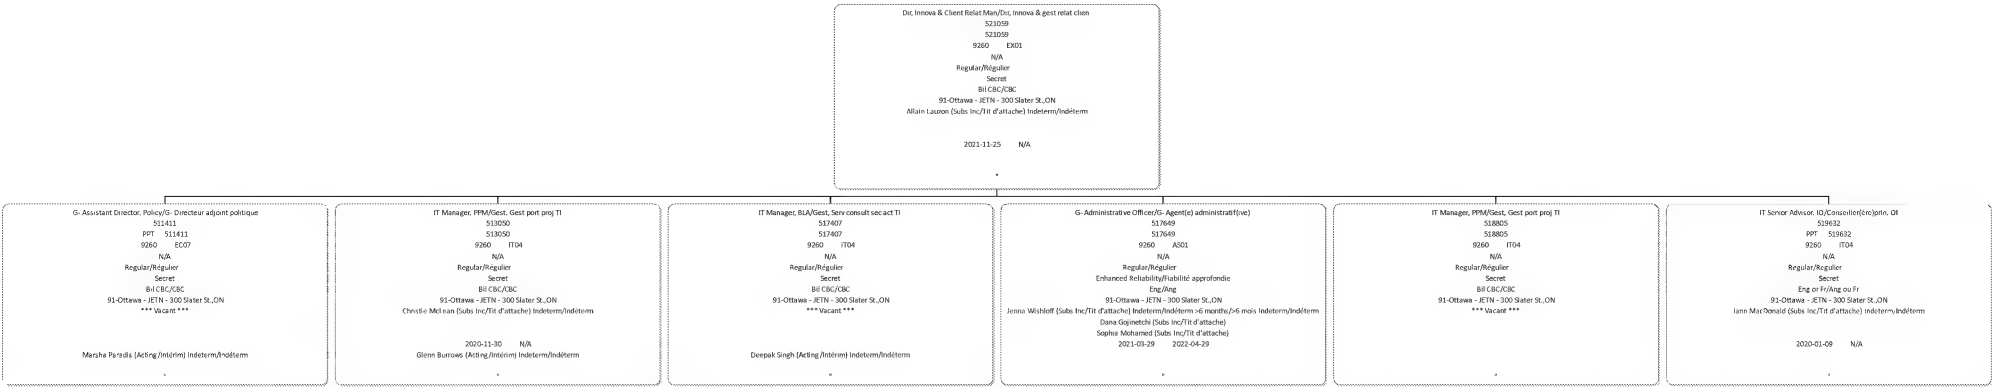 Dir, Innova & Client Relat Man/Dir, Innova & gest relat clien
521059
521059
9260 EX01
N/A
Regular/Régulier
Secret
Bil CBC/CBC
91-Ottawa - JETN - 300 Slater St.,ON
Allain Lauzon (Subs Inc/Tit d'attache) Indeterm/Indéterm
2021-11-25 N/A
G- Assistant Director, Policy/G- Directeur adjoint politique
511411
PPT 511411
9260 EC07
N/A
Regular/Régulier
Secret
Bil CBC/CBC
91-Ottawa - JETN - 300 Slater St.,ON
*** Vacant ***
Marsha Paradis (Acting/Intérim) Indeterm/Indéterm
IT Manager, PPM/Gest, Gest port proj TI
513050
513050
9260 IT04
N/A
Regular/Régulier
Secret
Bil CBC/CBC
91-Ottawa - JETN - 300 Slater St.,ON
Christie McLean (Subs Inc/Tit d'attache) Indeterm/Indéterm
2020-11-30 N/A
Glenn Burrows (Acting/Intérim) Indeterm/Indéterm
IT Manager, BLA/Gest, Serv consult sec act TI
517407
517407
9260 IT04
N/A
Regular/Régulier
Secret
Bil CBC/CBC
91-Ottawa - JETN - 300 Slater St.,ON
*** Vacant ***
Deepak Singh (Acting/Intérim) Indeterm/Indéterm
G- Administrative Officer/G- Agent(e) administratif(ive)
517649
517649
9260 AS01
N/A
Regular/Régulier
Enhanced Reliability/Fiabilité approfondie
Eng/Ang
91-Ottawa - JETN - 300 Slater St.,ON
Jenna Wishloff (Subs Inc/Tit d'attache) Indeterm/Indéterm >6 months/>6 mois Indeterm/Indéterm
Dana Gojinetchi (Subs Inc/Tit d'attache)
Sophia Mohamed (Subs Inc/Tit d'attache)
2021-03-29 2022-04-29
IT Manager, PPM/Gest, Gest port proj TI
518805
518805
9260 IT04
N/A
Regular/Régulier
Secret
Bil CBC/CBC
91-Ottawa - JETN - 300 Slater St.,ON
*** Vacant ***
IT Senior Advisor, IO/Conseiller(ère)prin, OI
519632
PPT 519632
9260 IT04
N/A
Regular/Régulier
Secret
Eng or Fr/Ang ou Fr
91-Ottawa - JETN - 300 Slater St.,ON
Iann MacDonald (Subs Inc/Tit d'attache) Indeterm/Indéterm
2020-01-09 N/A